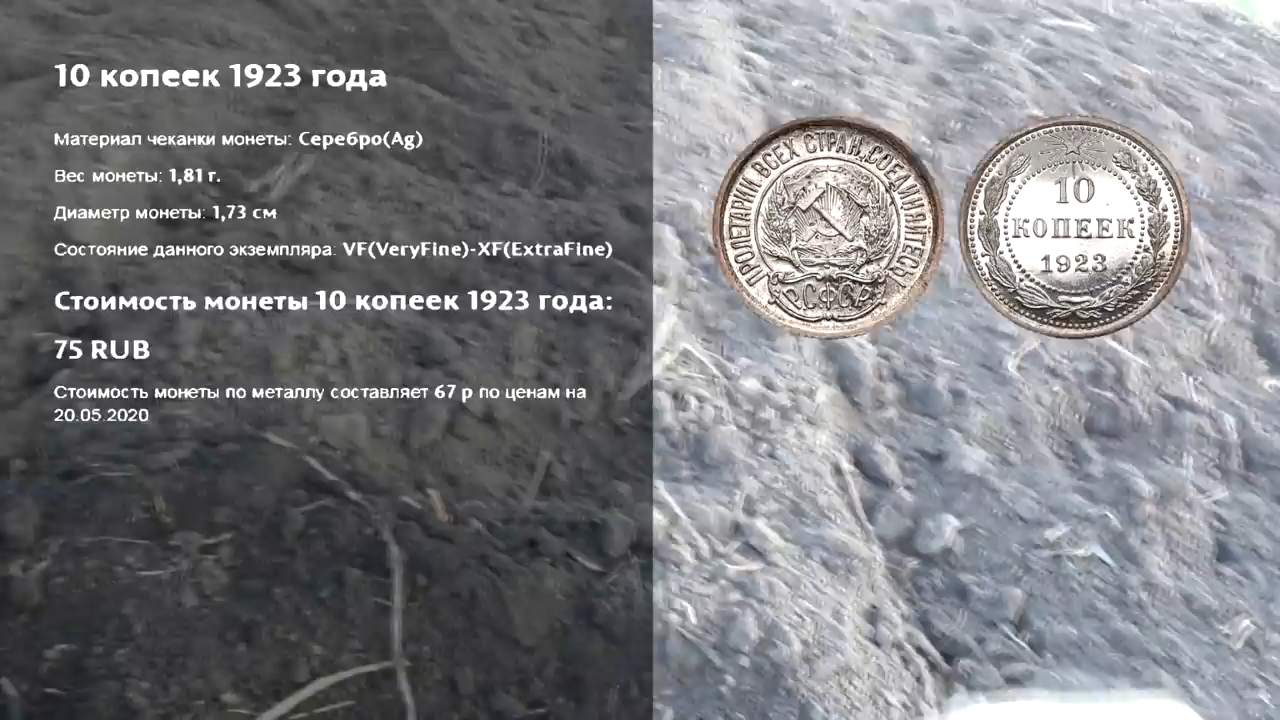 10 копеек 1923 года
Материал чеканки монеты: Серебро(Ag)
Вес монеты: 1,81 г.
Диаметр монеты: 1,73 см
Состояние данного экземпляра: VF(VeryFine)-XF(ExtraFine)
Стоимость монеты 10 копеек 1923 года:
75 RUB
Стоимость монеты по металлу составляет 67 р по ценам на
20.05.2020
ПРОЛЕТАРИИ ВСЕХ СТРАН, СОЕДИНЯЙТЕСЬ!
РСФСР
10
КОПЕЕК
1923